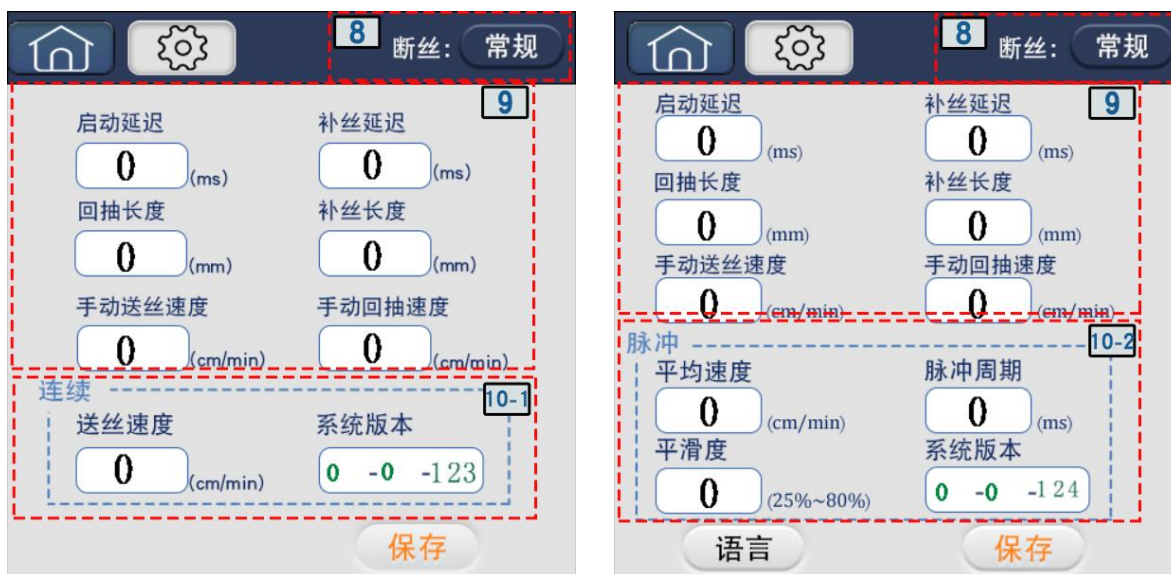 8 断丝: 常规
9
启动延迟 补丝延迟
0 (ms) 0 (ms)
回抽长度 补丝长度
0 (mm) 0 (mm)
手动送丝速度 手动回抽速度
0 (cm/min) 0 (cm/min)
连续 10-1
送丝速度 系统版本
0 (cm/min) 0 -0 -123
保存
8 断丝: 常规
9
启动延迟 补丝延迟
0 (ms) 0 (ms)
回抽长度 补丝长度
0 (mm) 0 (mm)
手动送丝速度 手动回抽速度
0 (cm/min) 0 (cm/min)
脉冲 10-2
平均速度 脉冲周期
0 (cm/min) 0 (ms)
平滑度 系统版本
0 (25%~80%) 0 -0 -124
语言 保存